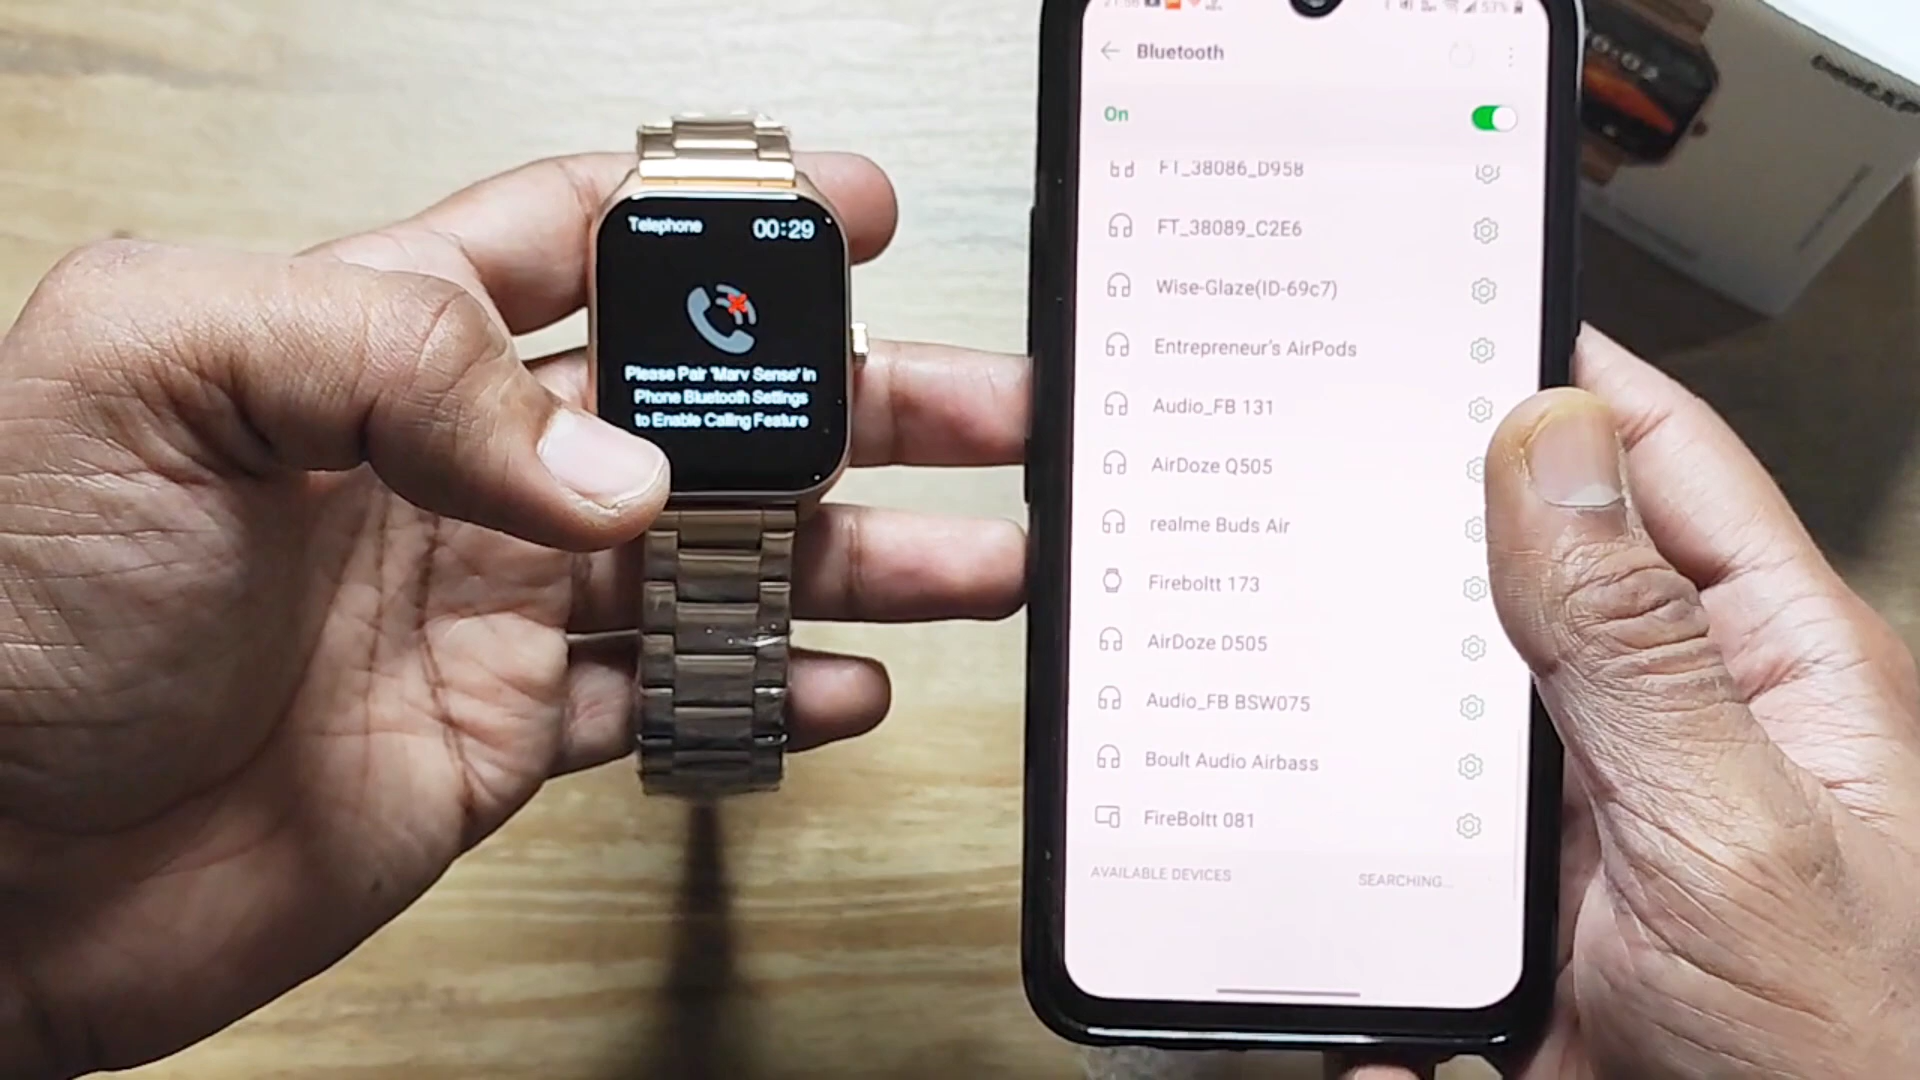 Telephone
00:29
Please Pair 'Marv Sense' in
Phone Bluetooth Settings
to Enable Calling Feature
53%
Bluetooth
On
FT_38086_D958
FT_38089_C2E6
Wise-Glaze(ID-69c7)
Entrepreneur's AirPods
Audio_FB 131
AirDoze Q505
realme Buds Air
Fireboltt 173
AirDoze D505
Audio_FB BSW075
Boult Audio Airbass
FireBoltt 081
AVAILABLE DEVICES
SEARCHING...